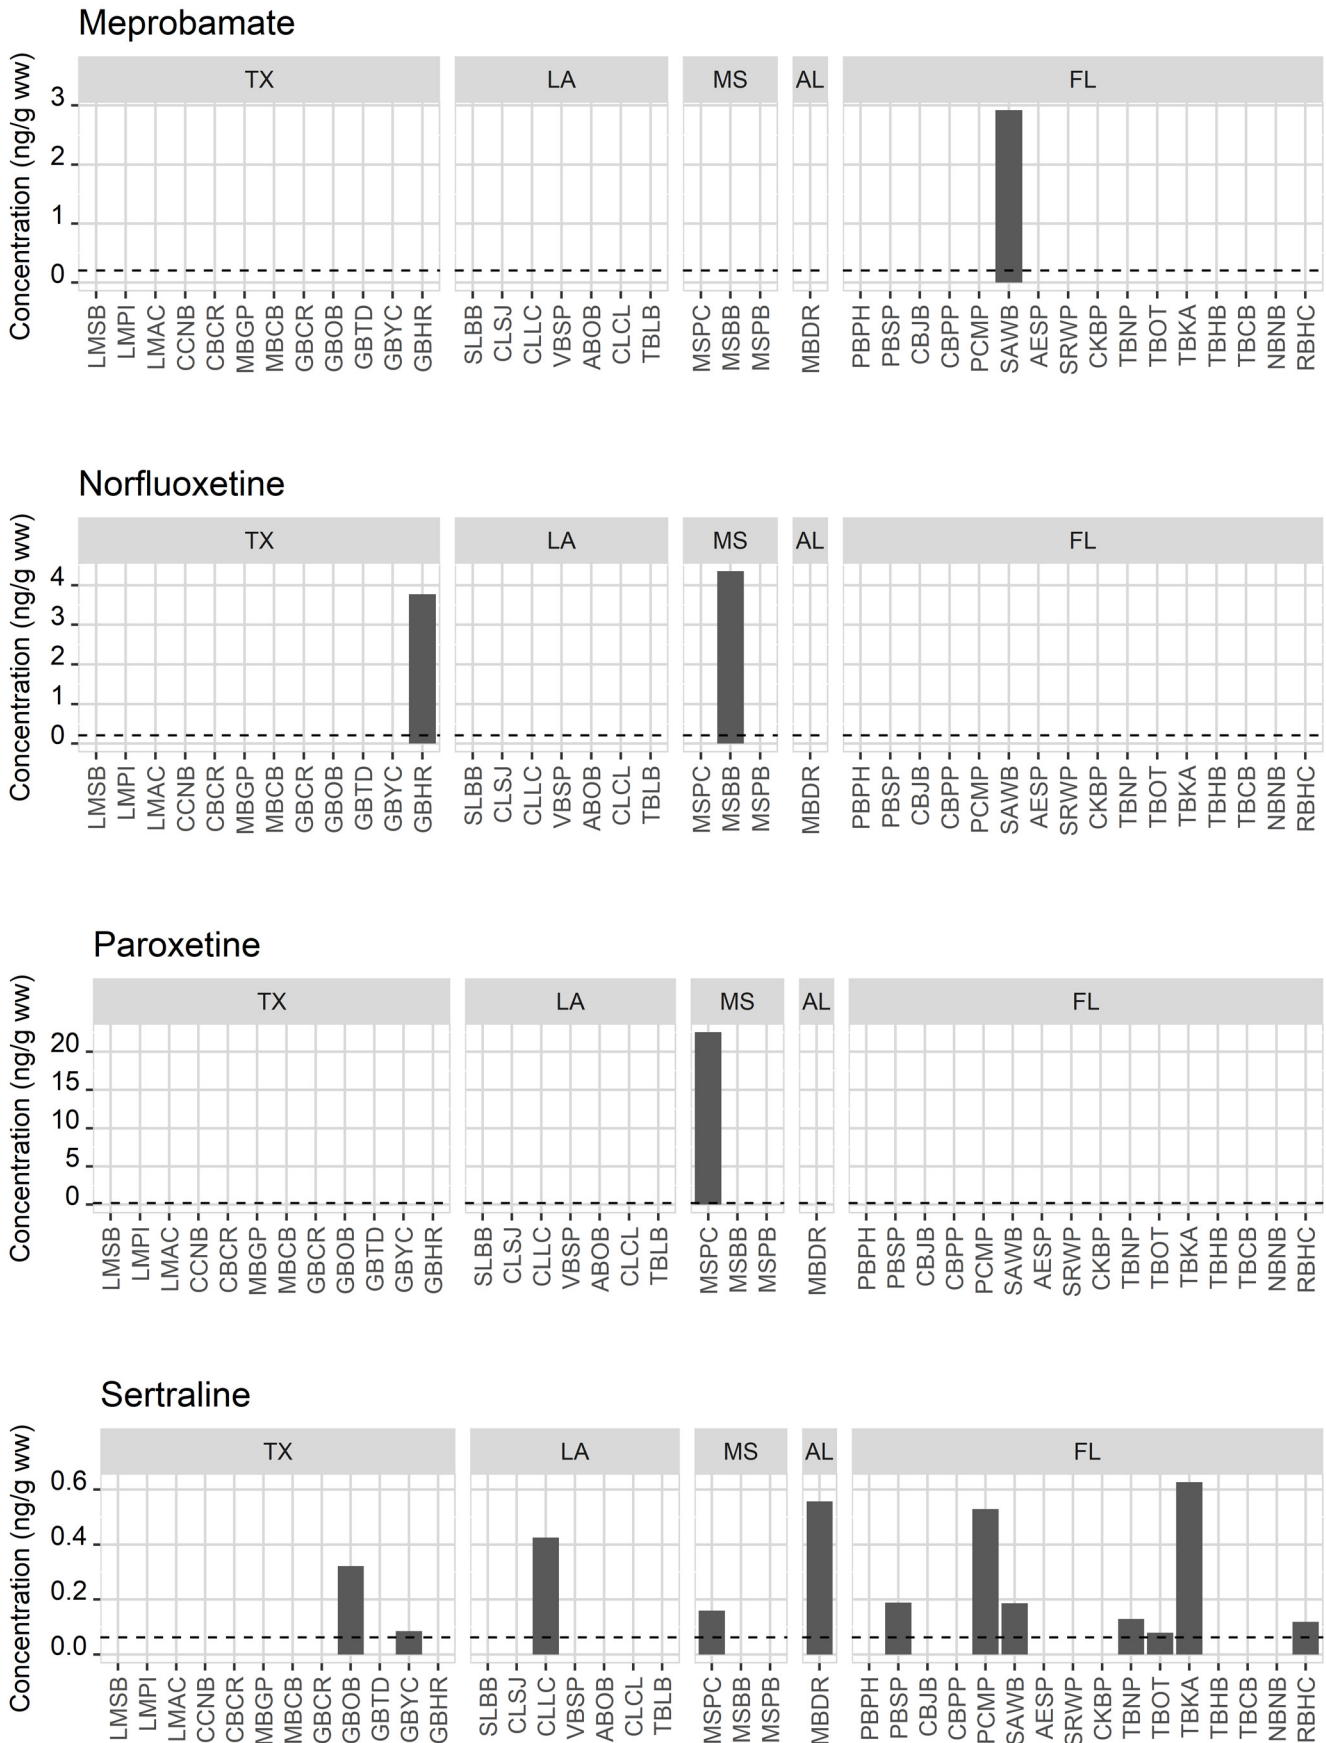 Meprobamate
TX LA MS AL FL
Concentration (ng/g ww)
3
2
1
0
LMSB LMPI LMAC CCNB CBCR MBGP MBCB GBCR GBOB GBTD GBYC GBHR SLBB CLSJ CLLC VBSP ABOB CLCL TBLB MSPC MSBB MSPB MBDR PBPH PBSP CBJB CBPP PCMP SAWB AESP SRWP CKBP TBNP TBOT TBKA TBHB TBCB NBNB RBHC
Norfluoxetine
TX LA MS AL FL
Concentration (ng/g ww)
4
3
2
1
0
LMSB LMPI LMAC CCNB CBCR MBGP MBCB GBCR GBOB GBTD GBYC GBHR SLBB CLSJ CLLC VBSP ABOB CLCL TBLB MSPC MSBB MSPB MBDR PBPH PBSP CBJB CBPP PCMP SAWB AESP SRWP CKBP TBNP TBOT TBKA TBHB TBCB NBNB RBHC
Paroxetine
TX LA MS AL FL
Concentration (ng/g ww)
20
15
10
5
0
LMSB LMPI LMAC CCNB CBCR MBGP MBCB GBCR GBOB GBTD GBYC GBHR SLBB CLSJ CLLC VBSP ABOB CLCL TBLB MSPC MSBB MSPB MBDR PBPH PBSP CBJB CBPP PCMP SAWB AESP SRWP CKBP TBNP TBOT TBKA TBHB TBCB NBNB RBHC
Sertraline
TX LA MS AL FL
Concentration (ng/g ww)
0.6
0.4
0.2
0.0
LMSB LMPI LMAC CCNB CBCR MBGP MBCB GBCR GBOB GBTD GBYC GBHR SLBB CLSJ CLLC VBSP ABOB CLCL TBLB MSPC MSBB MSPB MBDR PBPH PBSP CBJB CBPP PCMP SAWB AESP SRWP CKBP TBNP TBOT TBKA TBHB TBCB NBNB RBHC